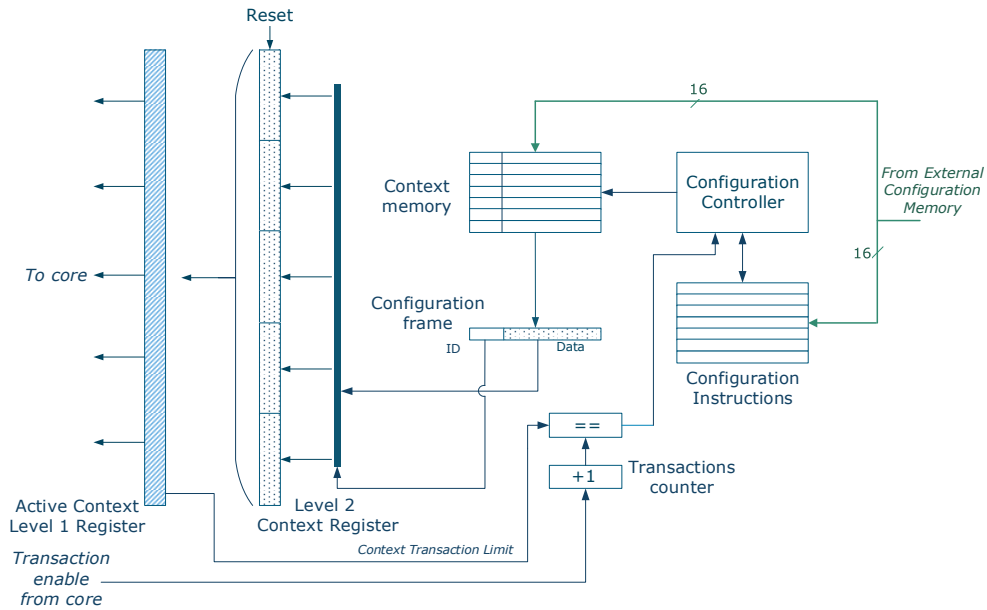 Reset
16
Context
memory
Configuration
Controller
From External
Configuration
Memory
16
To core
Configuration
frame
ID
Data
Configuration
Instructions
==
+1
Transactions
counter
Active Context
Level 1 Register
Level 2
Context Register
Context Transaction Limit
Transaction
enable
from core